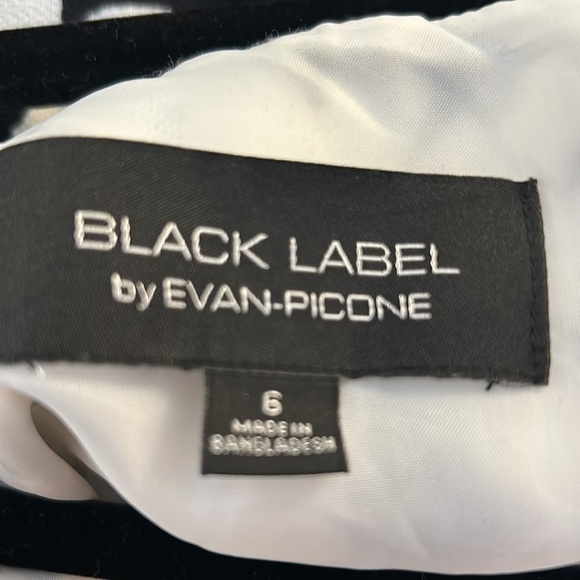 BLACK LABEL
by EVAN-PICONE
6
MADE IN
BANGLADESH